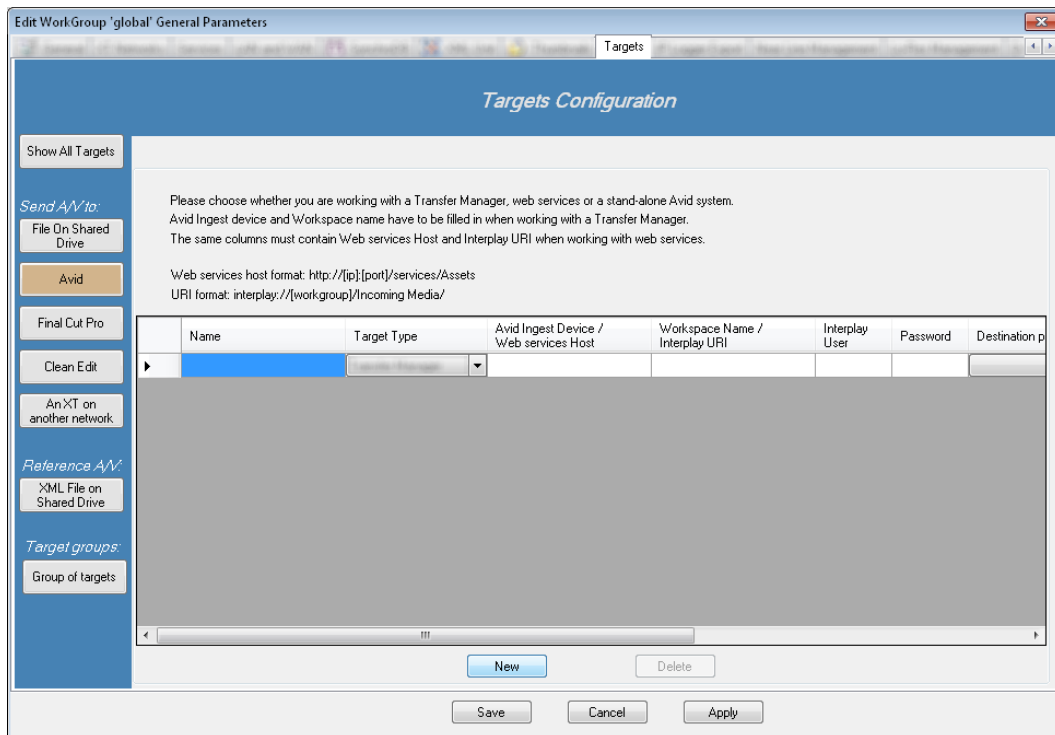 Edit WorkGroup 'global' General Parameters
Targets
Targets Configuration
Show All Targets
Send A/V to:
File On Shared
Drive
Avid
Final Cut Pro
Clean Edit
An XT on
another network
Reference A/V:
XML File on
Shared Drive
Target groups:
Group of targets
Please choose whether you are working with a Transfer Manager, web services or a stand-alone Avid system.
Avid Ingest device and Workspace name have to be filled in when working with a Transfer Manager.
The same columns must contain Web services Host and Interplay URI when working with web services.
Web services host format: http://[ip]:[port]/services/Assets
URI format: interplay://[workgroup]/Incoming Media/
Name
Target Type
Avid Ingest Device /
Web services Host
Workspace Name /
Interplay URI
Interplay
User
Password
Destination p
New
Delete
Save
Cancel
Apply